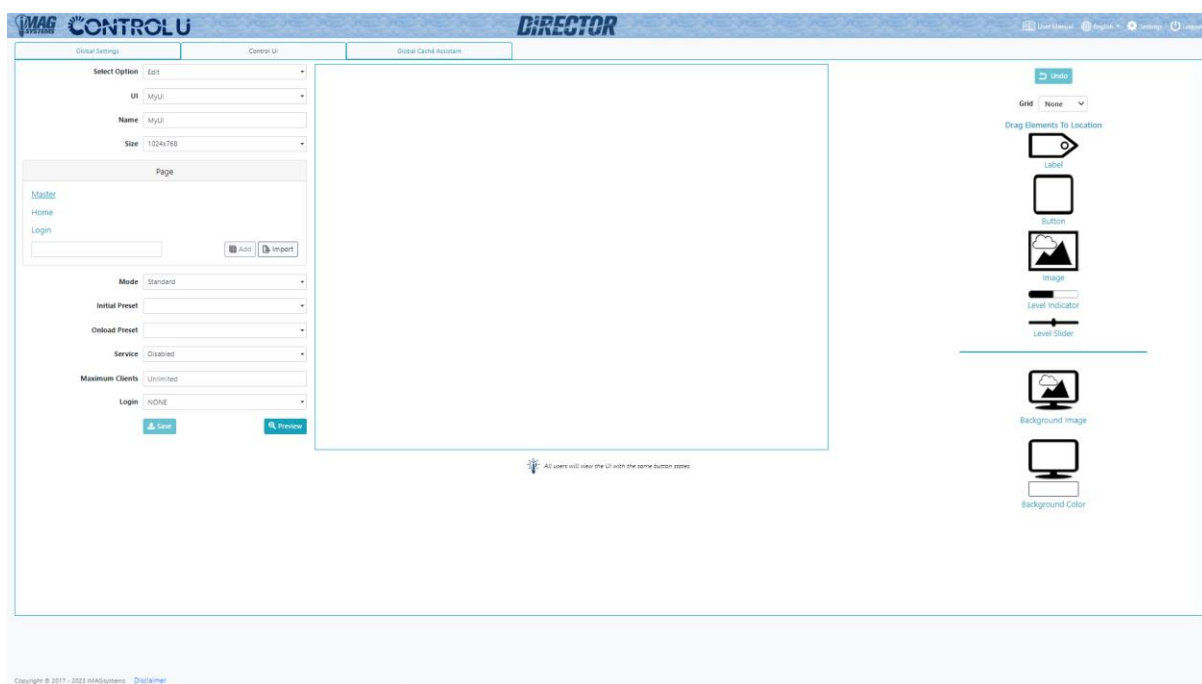 iMAG SYSTEMS CONTROL U DiRECTOR User Manual English Settings
Global Settings Control UI Global Caché Assistant
Select Option Edit
UI MyUI
Name MyUI
Size 1024x768
Page
Master
Home
Login
Add Import
Mode Standard
Initial Preset
Onload Preset
Service Disabled
Maximum Clients Unlimited
Login NONE
Save Preview
All users will view the UI with the same button states
Undo
Grid None
Drag Elements To Location
Label
Button
Image
Level Indicator
Level Slider
Background Image
Background Color
Copyright © 2017 - 2023 IMAGsystems Disclaimer